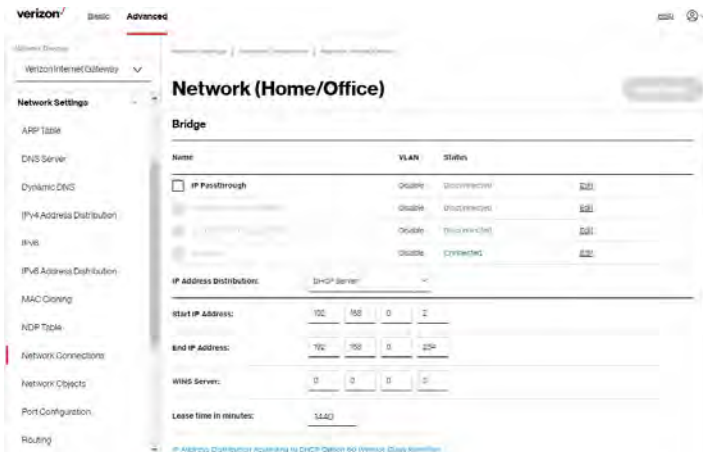 verizon✓ Basic Advanced
Verizon Internet Gateway
Network (Home/Office)
Network Settings
Bridge
ARP Table
Name VLAN Status
DNS Server
IP Passthrough Disable Disconnected Edit
Dynamic DNS
Disable Disconnected Edit
IPv4 Address Distribution
Disable Disconnected Edit
IPv6
Disable Connected Edit
IPv6 Address Distribution
IP Address Distribution: DHCP Server
MAC Cloning
Start IP Address: 192 168 0 2
NDP Table
End IP Address: 192 168 0 254
Network Connections
WINS Server: 0 0 0 0
Network Objects
Port Configuration
Lease time in minutes: 1440
Routing
IP Address Distribution According to DHCP Option 60 (Vendor Class Identifier)